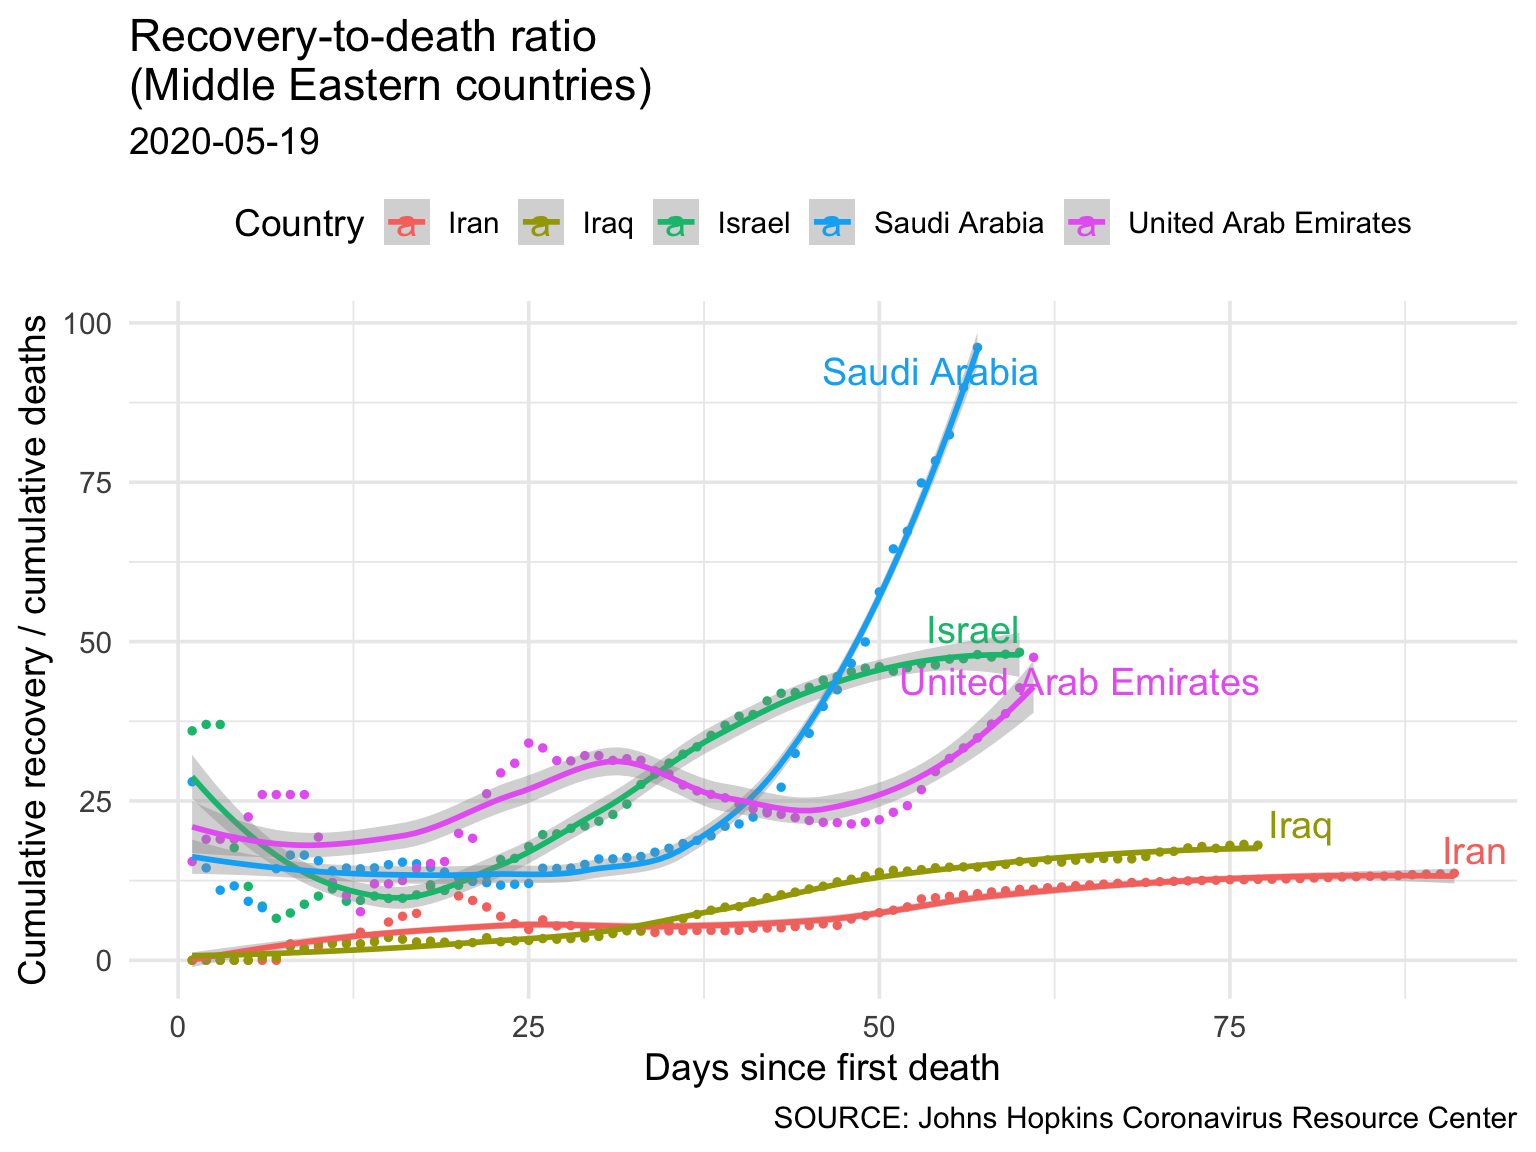 Recovery-to-death ratio
(Middle Eastern countries)
2020-05-19
Country a Iran a Iraq a Israel a Saudi Arabia a United Arab Emirates
Cumulative recovery / cumulative deaths
100
75
50
25
0
Saudi Arabia
Israel
United Arab Emirates
Iraq
Iran
0 25 50 75
Days since first death
SOURCE: Johns Hopkins Coronavirus Resource Center